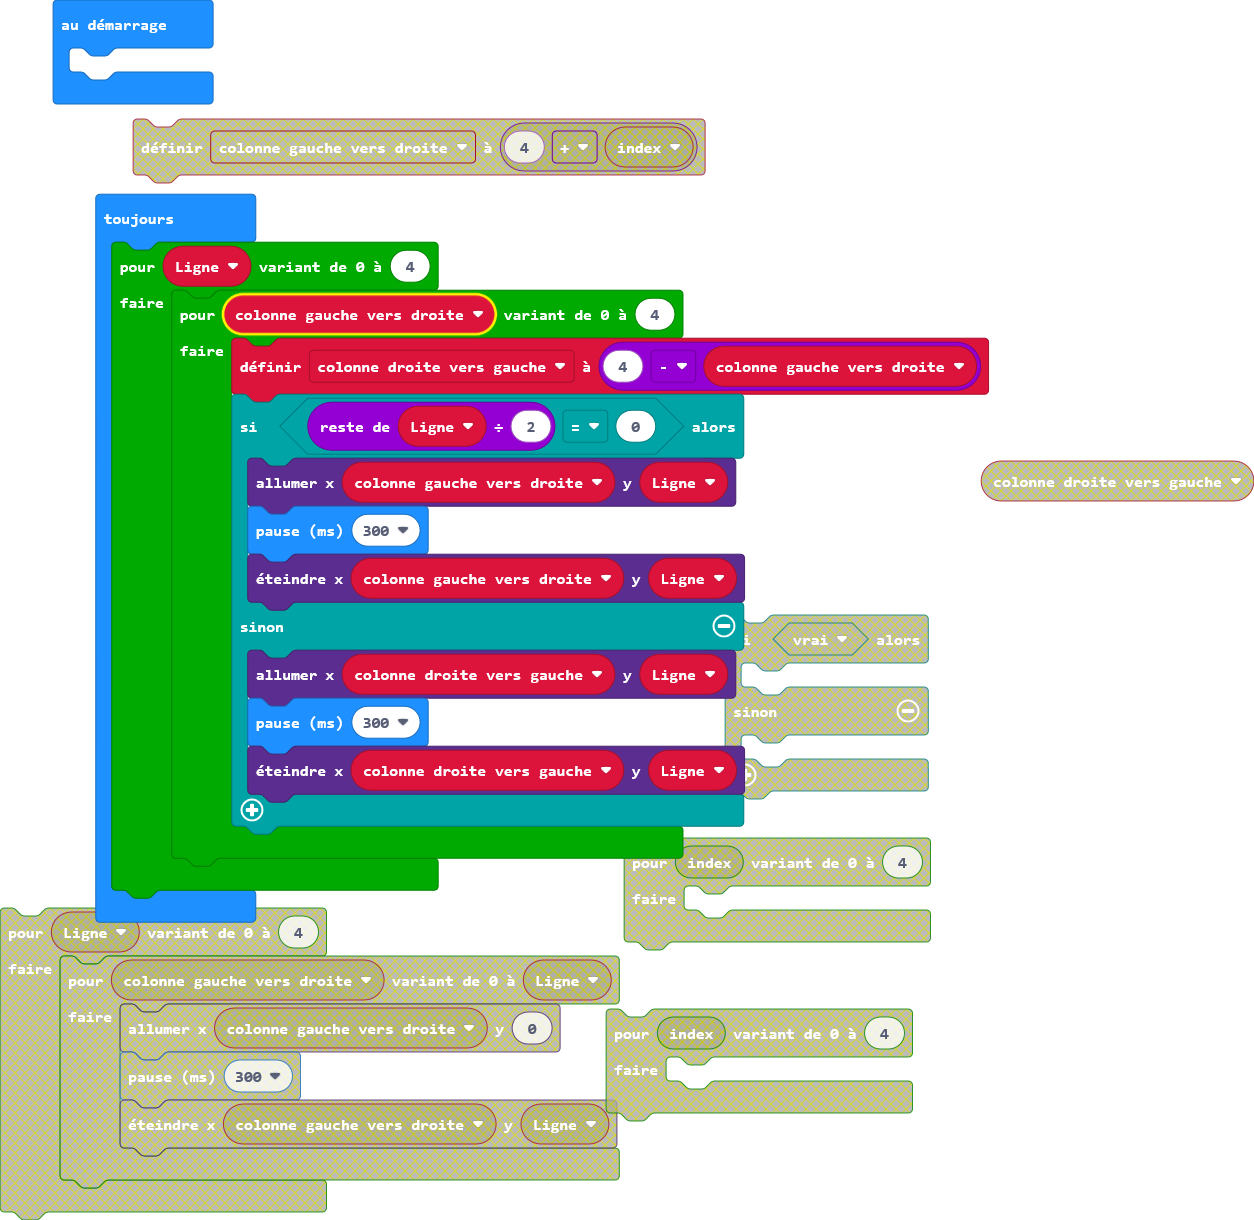 au démarrage
définir colonne gauche vers droite à 4 + index
toujours
pour Ligne variant de 0 à 4
faire
pour colonne gauche vers droite variant de 0 à 4
faire
définir colonne droite vers gauche à 4 - colonne gauche vers droite
si reste de Ligne ÷ 2 = 0 alors
allumer x colonne gauche vers droite y Ligne
colonne droite vers gauche
pause (ms) 300
éteindre x colonne gauche vers droite y Ligne
sinon
i vrai alors
allumer x colonne droite vers gauche y Ligne
sinon
pause (ms) 300
éteindre x colonne droite vers gauche y Ligne
pour index variant de 0 à 4
faire
pour Ligne variant de 0 à 4
faire
pour colonne gauche vers droite variant de 0 à Ligne
faire
allumer x colonne gauche vers droite y 0
pour index variant de 0 à 4
faire
pause (ms) 300
éteindre x colonne gauche vers droite y Ligne